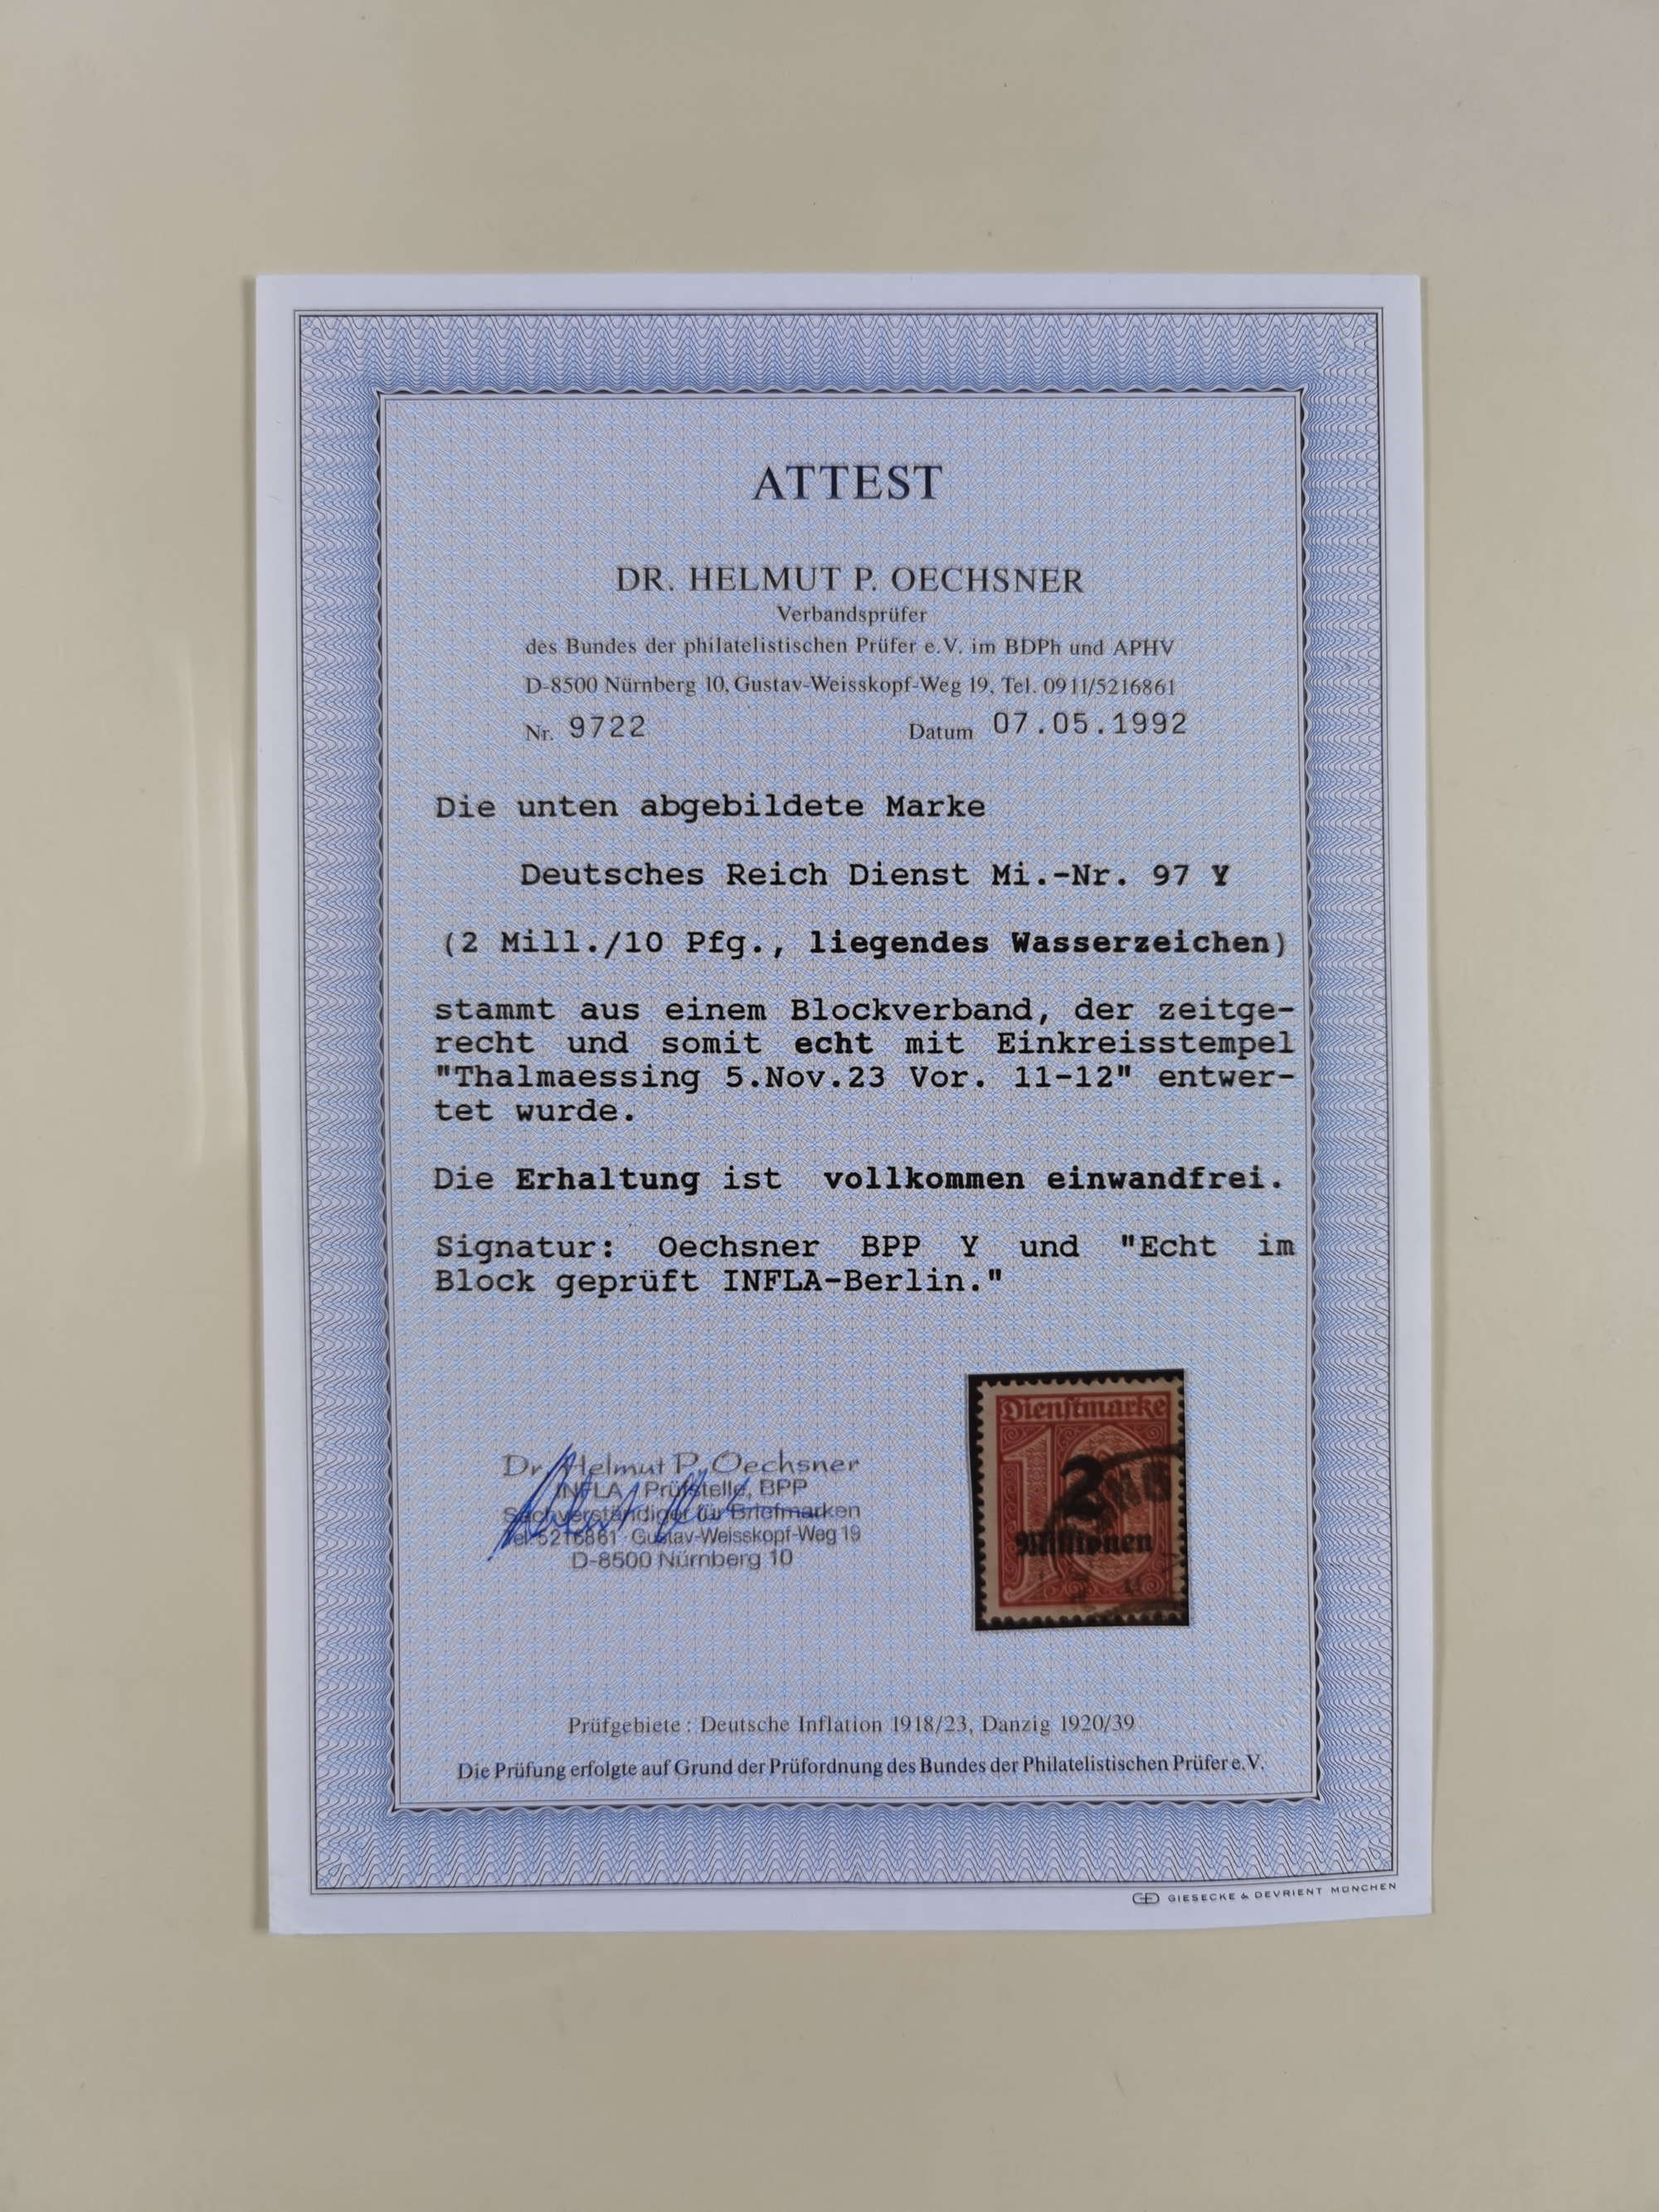 ATTEST
DR. HELMUT P. OECHSNER
Verbandsprüfer
des Bundes der philatelistischen Prüfer e.V. im BDPh und APHV
D-8500 Nürnberg 10, Gustav-Weisskopf-Weg 19, Tel. 0911/5216861
Nr. 9722 Datum 07.05.1992
Die unten abgebildete Marke
Deutsches Reich Dienst Mi.-Nr. 97 Y
(2 Mill./10 Pfg., liegendes Wasserzeichen)
stammt aus einem Blockverband, der zeitge-
recht und somit echt mit Einkreisstempel
"Thalmaessing 5.Nov.23 Vor. 11-12" entwer-
tet wurde.
Die Erhaltung ist vollkommen einwandfrei.
Signatur: Oechsner BPP Y und "Echt im
Block geprüft INFLA-Berlin."
Dr. Helmut P. Oechsner
INFLA / Prüfstelle, BPP
Sachverständiger für Briefmarken
Tel. 5216861 Gustav-Weisskopf-Weg 19
D-8500 Nürnberg 10
Dienstmarke
10
2
Millionen
Prüfgebiete: Deutsche Inflation 1918/23, Danzig 1920/39
Die Prüfung erfolgte auf Grund der Prüfordnung des Bundes der Philatelistischen Prüfer e.V.
GIESECKE & DEVRIENT MÜNCHEN